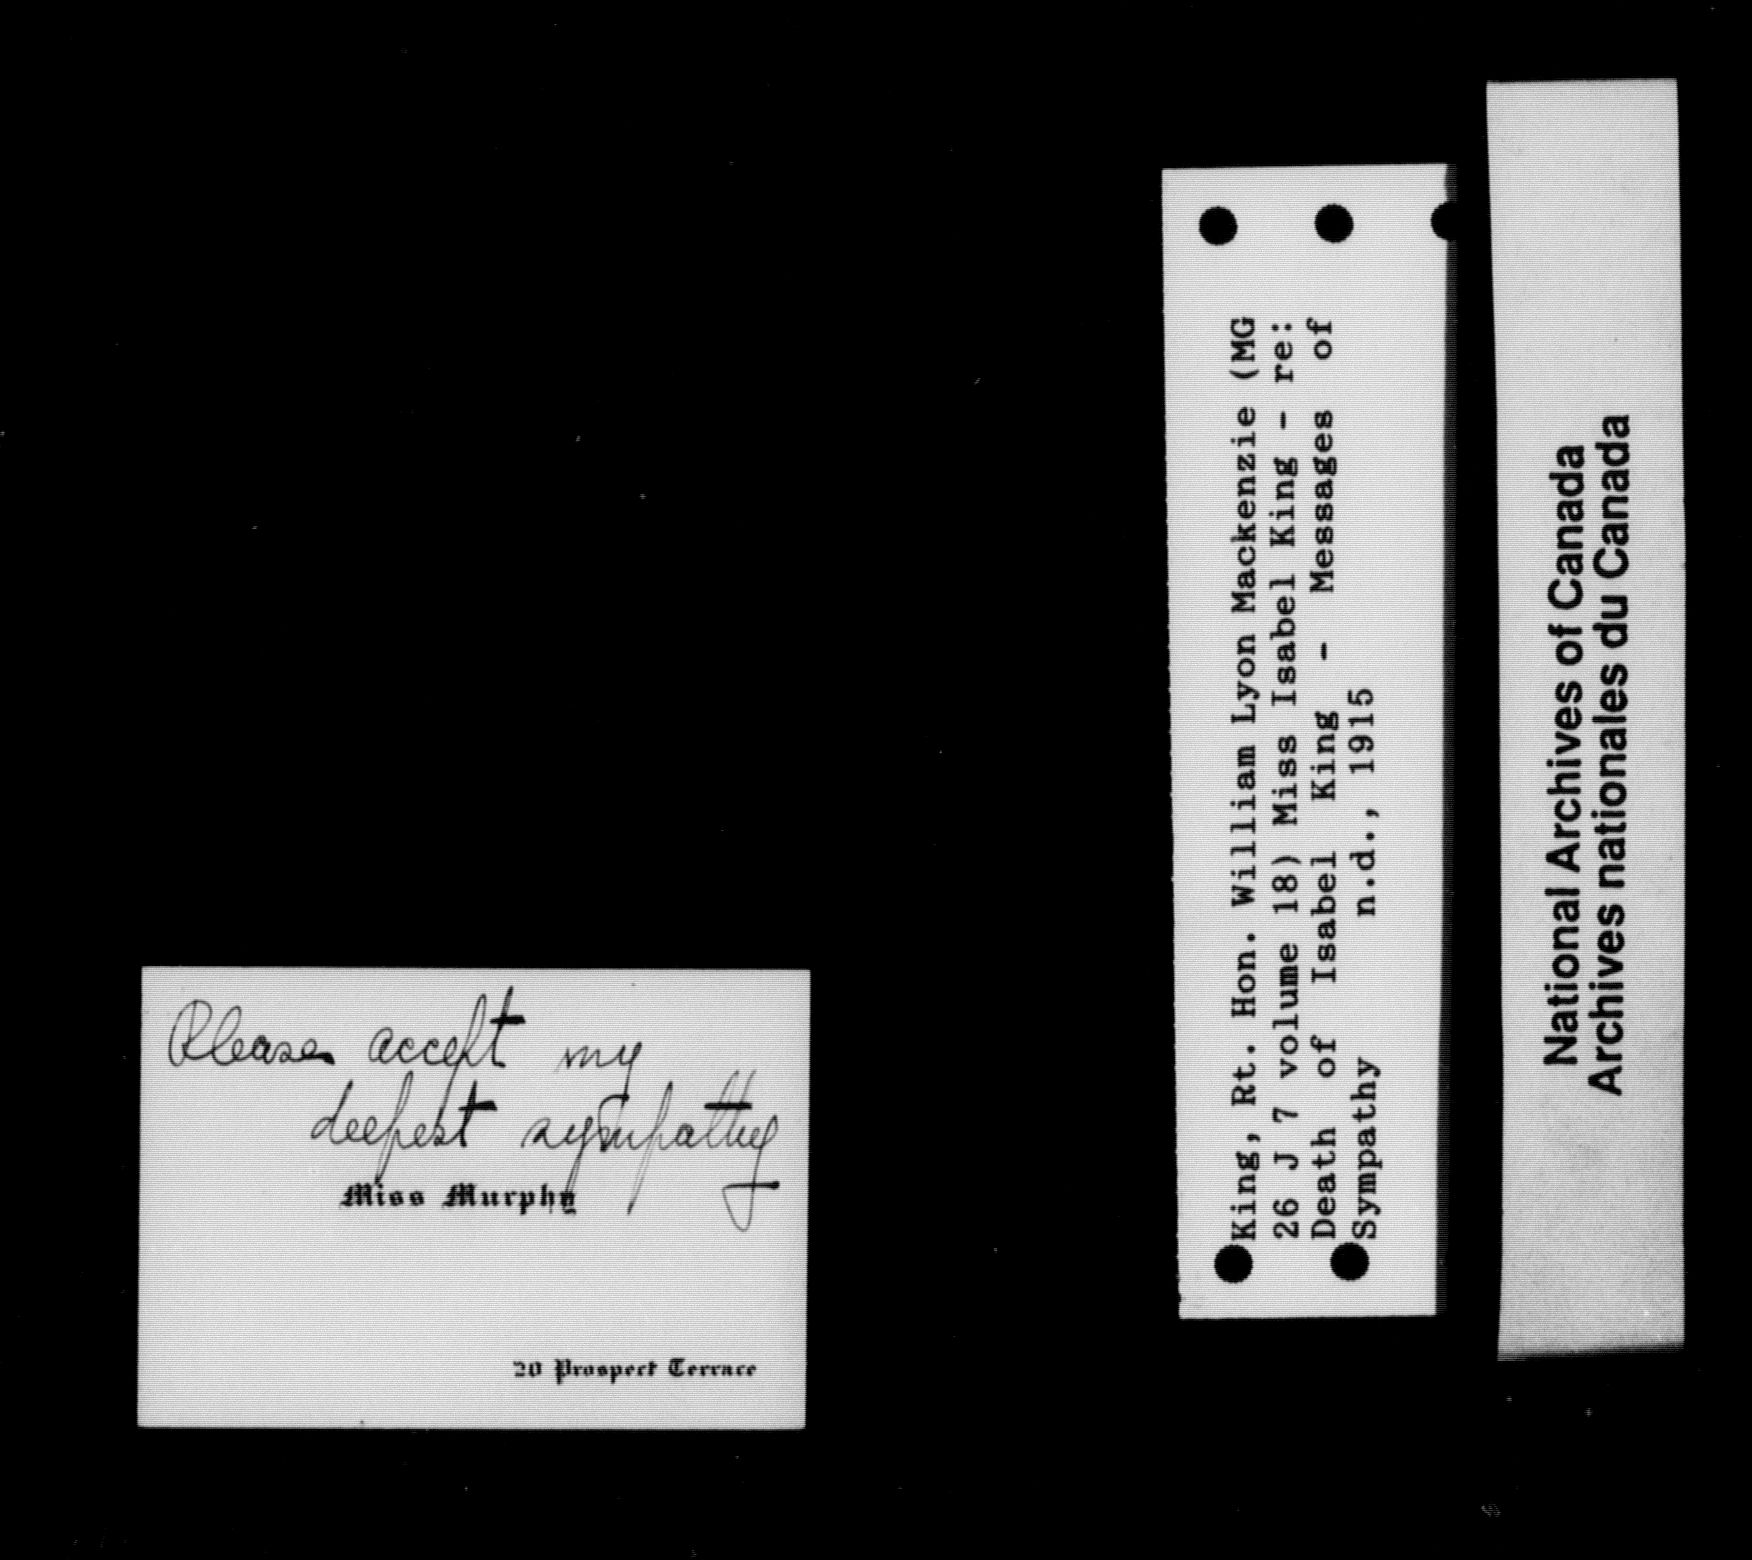 Please accept my
deepest sympathy
Miss Murphy
20 Prospect Terrace
King, Rt. Hon. William Lyon Mackenzie (MG
26 J 7 volume 18) Miss Isabel King - re:
Death of Isabel King - Messages of
Sympathy n.d., 1915
National Archives of Canada
Archives nationales du Canada